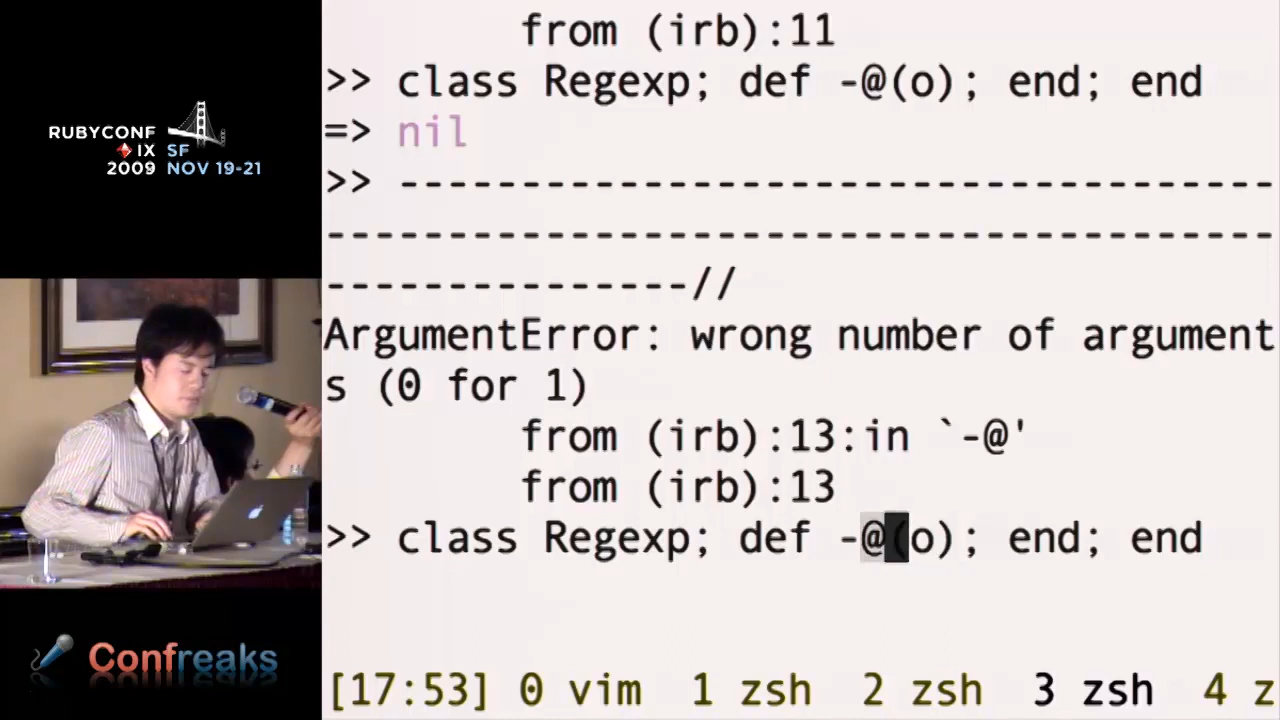 RUBYCONF
IX SF
2009 NOV 19-21
from (irb):11
>> class Regexp; def -@(o); end; end
=> nil
>> ------------------------------------
---------------------------------------
---------------//
ArgumentError: wrong number of argument
s (0 for 1)
from (irb):13:in `-@'
from (irb):13
>> class Regexp; def -@(o); end; end
[17:53] 0 vim 1 zsh 2 zsh 3 zsh 4 z
Confreaks